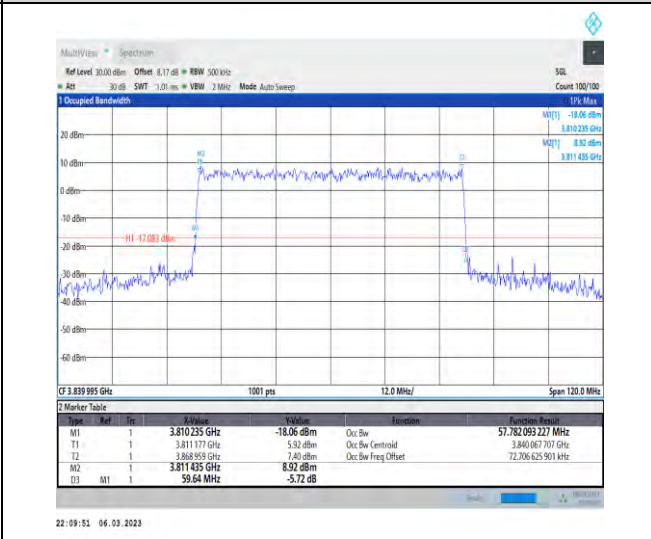 MultiView Spectrum
Ref Level 30.00 dBm Offset 8.17 dB RBW 500 kHz SGL
Att 30 dB SWT 1.01 ms VBW 2 MHz Mode Auto Sweep Count 100/100
1 Occupied Bandwidth 1Pk Max
M1[1] -18.06 dBm
3.810 235 GHz
M2[1] 8.92 dBm
3.811 435 GHz
20 dBm
M2
10 dBm
0 dBm
-10 dBm
M1
H1 -17.083 dBm
-20 dBm
-30 dBm
-40 dBm
-50 dBm
-60 dBm
CF 3.839 995 GHz 1001 pts 12.0 MHz/ Span 120.0 MHz
2 Marker Table
Type Ref Trc X-Value Y-Value Function Function Result
M1 1 3.810 235 GHz -18.06 dBm Occ Bw 57.782 093 227 MHz
T1 1 3.811 177 GHz 5.92 dBm Occ Bw Centroid 3.840 067 707 GHz
T2 1 3.868 959 GHz 7.40 dBm Occ Bw Freq Offset 72.706 625 901 kHz
M2 1 3.811 435 GHz 8.92 dBm
D3 M1 1 59.64 MHz -5.72 dB
22:09:51 06.03.2023